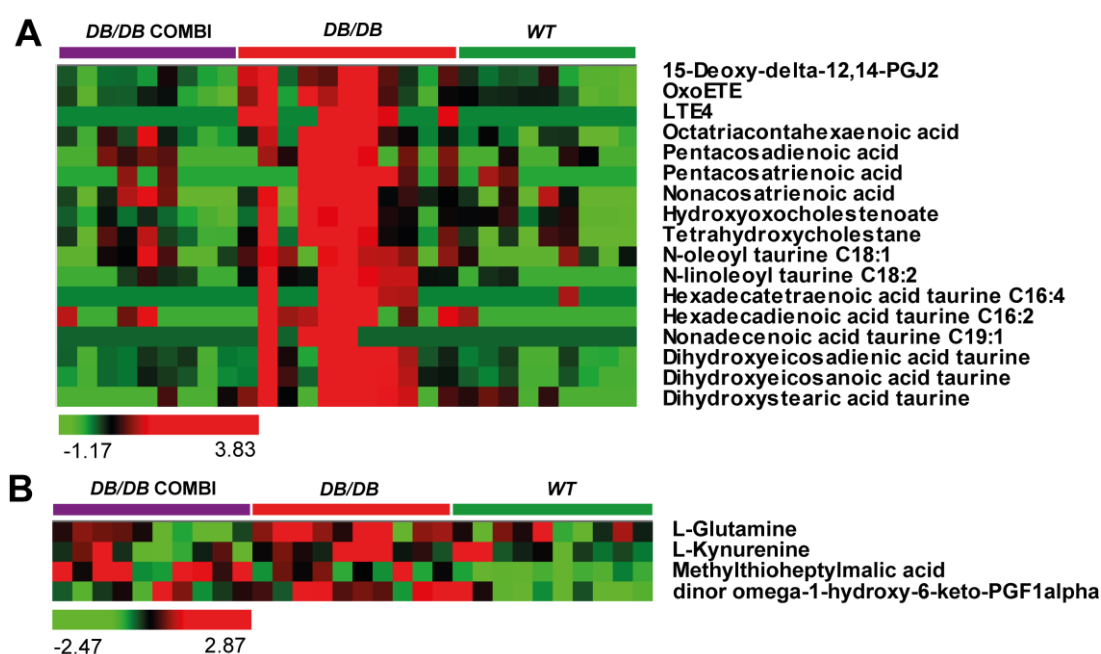 A
DB/DB COMBI DB/DB WT
15-Deoxy-delta-12,14-PGJ2
OxoETE
LTE4
Octatriacontahexaenoic acid
Pentacosadienoic acid
Pentacosatrienoic acid
Nonacosatrienoic acid
Hydroxyoxocholestenoate
Tetrahydroxycholestane
N-oleoyl taurine C18:1
N-linoleoyl taurine C18:2
Hexadecatetraenoic acid taurine C16:4
Hexadecadienoic acid taurine C16:2
Nonadecenoic acid taurine C19:1
Dihydroxyeicosadienic acid taurine
Dihydroxyeicosanoic acid taurine
Dihydroxystearic acid taurine
-1.17 3.83
B
DB/DB COMBI DB/DB WT
L-Glutamine
L-Kynurenine
Methylthioheptylmalic acid
dinor omega-1-hydroxy-6-keto-PGF1alpha
-2.47 2.87